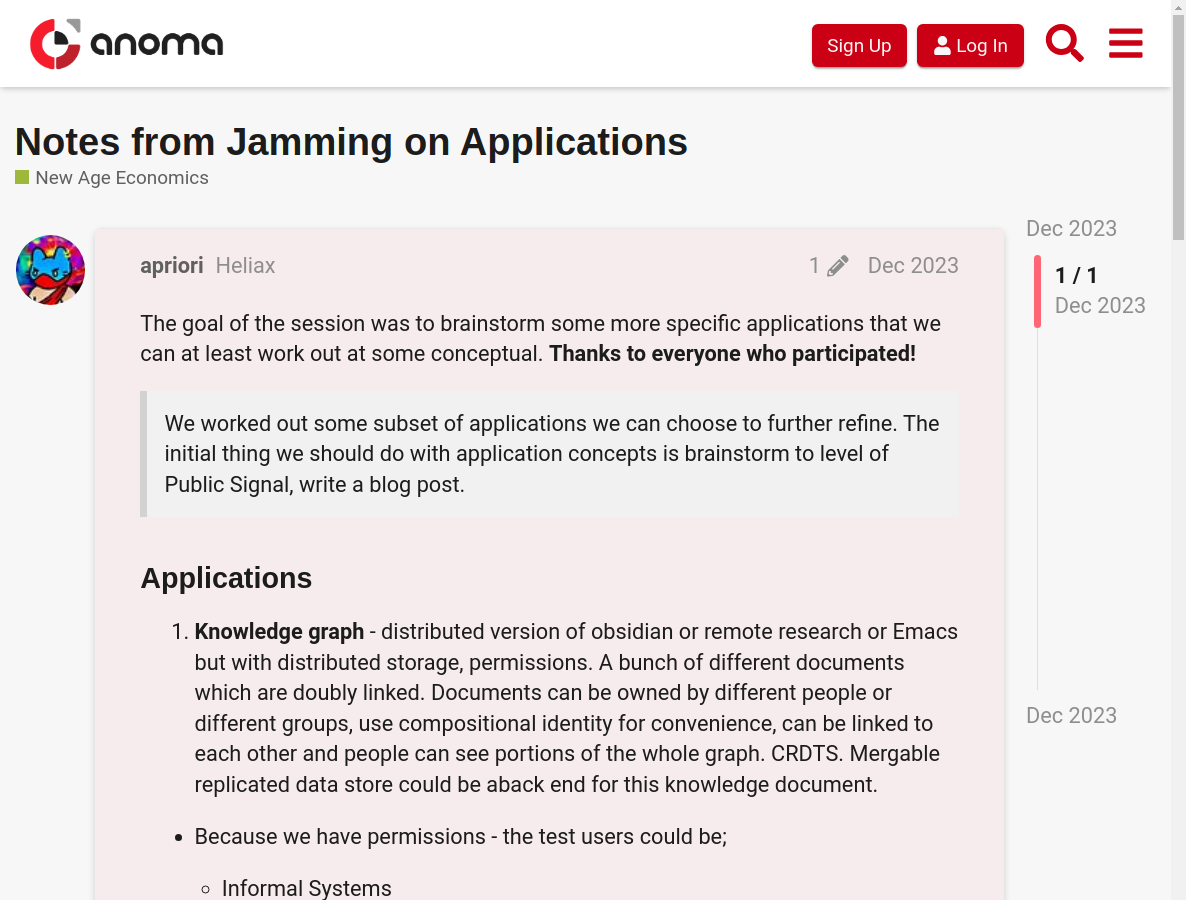 anoma
Sign Up
Log In
Notes from Jamming on Applications
New Age Economics
Dec 2023
apriori Heliax
1
Dec 2023
1 / 1
Dec 2023
The goal of the session was to brainstorm some more specific applications that we
can at least work out at some conceptual. Thanks to everyone who participated!
We worked out some subset of applications we can choose to further refine. The
initial thing we should do with application concepts is brainstorm to level of
Public Signal, write a blog post.
Applications
1. Knowledge graph - distributed version of obsidian or remote research or Emacs
but with distributed storage, permissions. A bunch of different documents
which are doubly linked. Documents can be owned by different people or
different groups, use compositional identity for convenience, can be linked to
each other and people can see portions of the whole graph. CRDTS. Mergable
replicated data store could be aback end for this knowledge document.
Dec 2023
• Because we have permissions - the test users could be;
○ Informal Systems